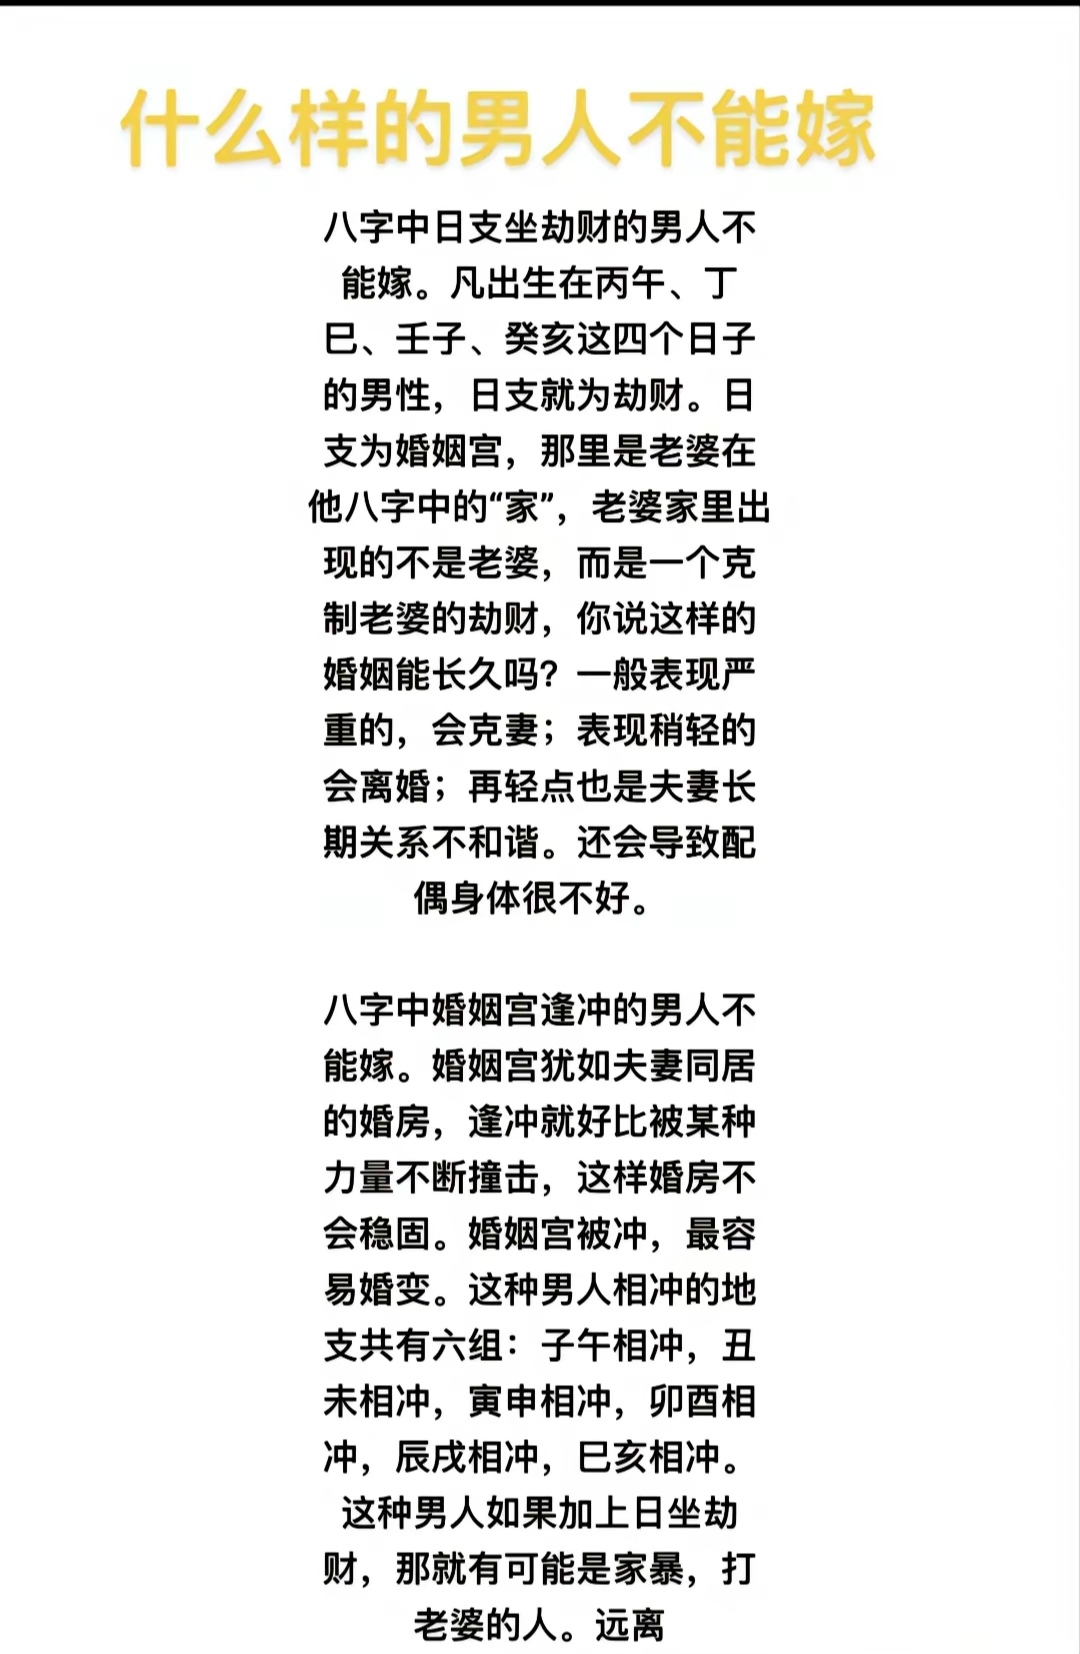 什么样的男人不能嫁
八字中日支坐劫财的男人不
能嫁。凡出生在丙午、丁
巳、壬子、癸亥这四个日子
的男性，日支就为劫财。日
支为婚姻宫，那里是老婆在
他八字中的“家”，老婆家里出
现的不是老婆，而是一个克
制老婆的劫财，你说这样的
婚姻能长久吗？一般表现严
重的，会克妻；表现稍轻的
会离婚；再轻点也是夫妻长
期关系不和谐。还会导致配
偶身体很不好。
八字中婚姻宫逢冲的男人不
能嫁。婚姻宫犹如夫妻同居
的婚房，逢冲就好比被某种
力量不断撞击，这样婚房不
会稳固。婚姻宫被冲，最容
易婚变。这种男人相冲的地
支共有六组：子午相冲，丑
未相冲，寅申相冲，卯酉相
冲，辰戌相冲，巳亥相冲。
这种男人如果加上日坐劫
财，那就有可能是家暴，打
老婆的人。远离